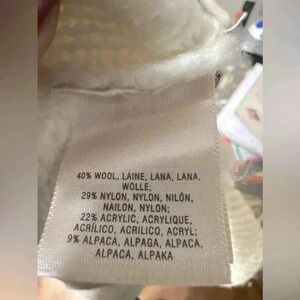 40% WOOL, LAINE, LANA, LANA,
WOLLE;
29% NYLON, NYLON, NILÓN,
NAILON, NYLON;
22% ACRYLIC, ACRYLIQUE,
ACRÍLICO, ACRILICO, ACRYL;
9% ALPACA, ALPAGA, ALPACA,
ALPACA, ALPAKA